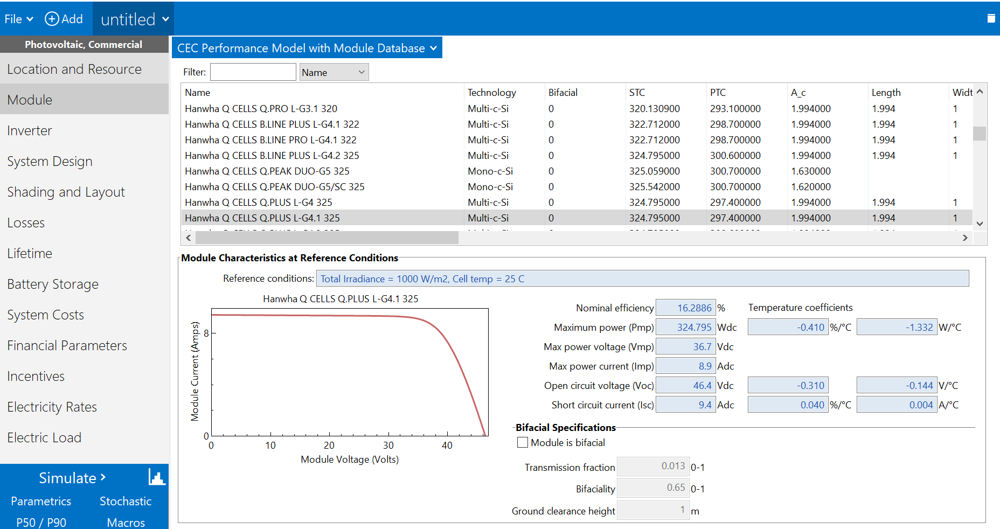 File
Add
untitled
Photovoltaic, Commercial
Location and Resource
Module
Inverter
System Design
Shading and Layout
Losses
Lifetime
Battery Storage
System Costs
Financial Parameters
Incentives
Electricity Rates
Electric Load
Simulate >
Parametrics Stochastic
P50 / P90 Macros
CEC Performance Model with Module Database
Filter: Name
Name Technology Bifacial STC PTC A_c Length Widt
Hanwha Q CELLS Q.PRO L-G3.1 320 Multi-c-Si 0 320.130900 293.100000 1.994000 1.994 1
Hanwha Q CELLS B.LINE PLUS L-G4.1 322 Multi-c-Si 0 322.712000 298.700000 1.994000 1.994 1
Hanwha Q CELLS B.LINE PRO L-G4.1 322 Multi-c-Si 0 322.712000 298.700000 1.994000 1.994 1
Hanwha Q CELLS B.LINE PLUS L-G4.2 325 Multi-c-Si 0 324.795000 300.600000 1.994000 1.994 1
Hanwha Q CELLS Q.PEAK DUO-G5 325 Mono-c-Si 0 325.059000 300.700000 1.630000
Hanwha Q CELLS Q.PEAK DUO-G5/SC 325 Mono-c-Si 0 325.542000 300.700000 1.620000
Hanwha Q CELLS Q.PLUS L-G4 325 Multi-c-Si 0 324.795000 297.400000 1.994000 1.994 1
Hanwha Q CELLS Q.PLUS L-G4.1 325 Multi-c-Si 0 324.795000 297.400000 1.994000 1.994 1
Module Characteristics at Reference Conditions
Reference conditions: Total Irradiance = 1000 W/m2, Cell temp = 25 C
Hanwha Q CELLS Q.PLUS L-G4.1 325
Module Current (Amps)
8
0
0 10 20 30 40
Module Voltage (Volts)
Nominal efficiency 16.2886 % Temperature coefficients
Maximum power (Pmp) 324.795 Wdc -0.410 %/°C -1.332 W/°C
Max power voltage (Vmp) 36.7 Vdc
Max power current (Imp) 8.9 Adc
Open circuit voltage (Voc) 46.4 Vdc -0.310 -0.144 V/°C
Short circuit current (Isc) 9.4 Adc 0.040 %/°C 0.004 A/°C
Bifacial Specifications
Module is bifacial
Transmission fraction 0.013 0-1
Bifaciality 0.65 0-1
Ground clearance height 1 m